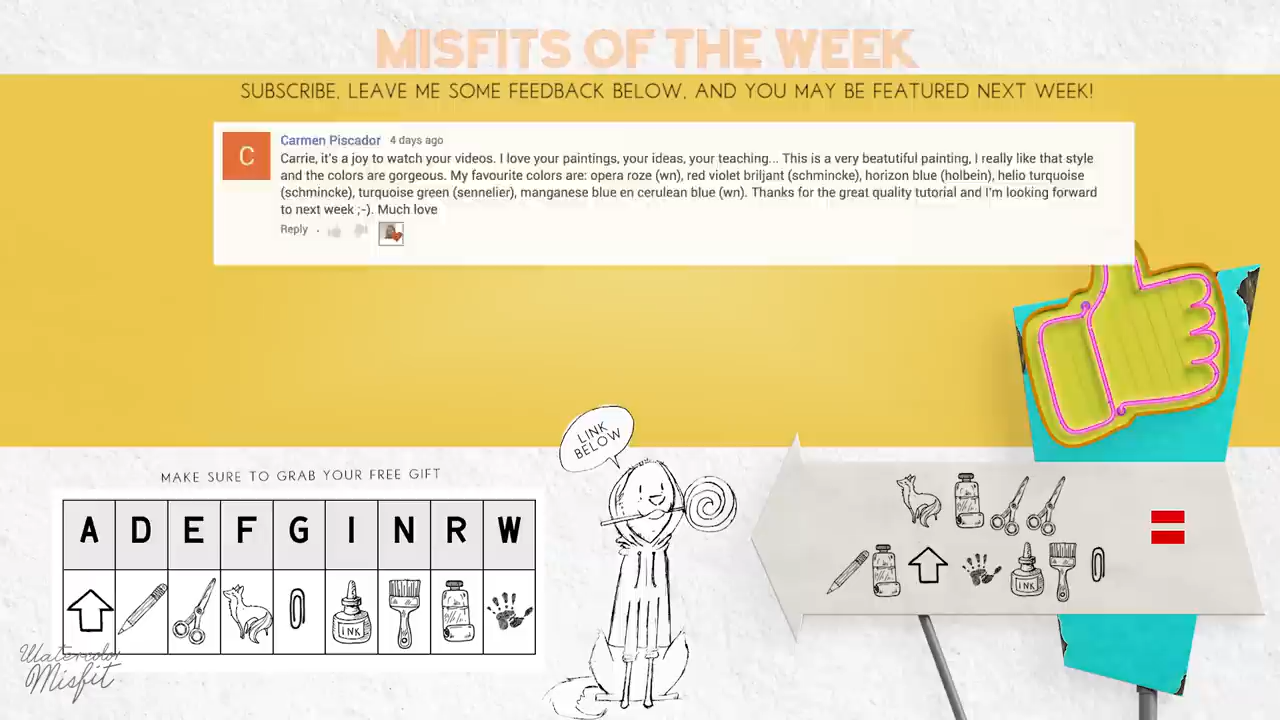 MISFITS OF THE WEEK
SUBSCRIBE, LEAVE ME SOME FEEDBACK BELOW, AND YOU MAY BE FEATURED NEXT WEEK!
C
Carmen Piscador 4 days ago
Carrie, it's a joy to watch your videos. I love your paintings, your ideas, your teaching... This is a very beatutiful painting, I really like that style
and the colors are gorgeous. My favourite colors are: opera roze (wn), red violet briljant (schmincke), horizon blue (holbein), helio turquoise
(schmincke), turquoise green (sennelier), manganese blue en cerulean blue (wn). Thanks for the great quality tutorial and I'm looking forward
to next week ;-). Much love
Reply
LINK
BELOW
MAKE SURE TO GRAB YOUR FREE GIFT
A D E F G I N R W
INK
INK
Watercolor
Misfit